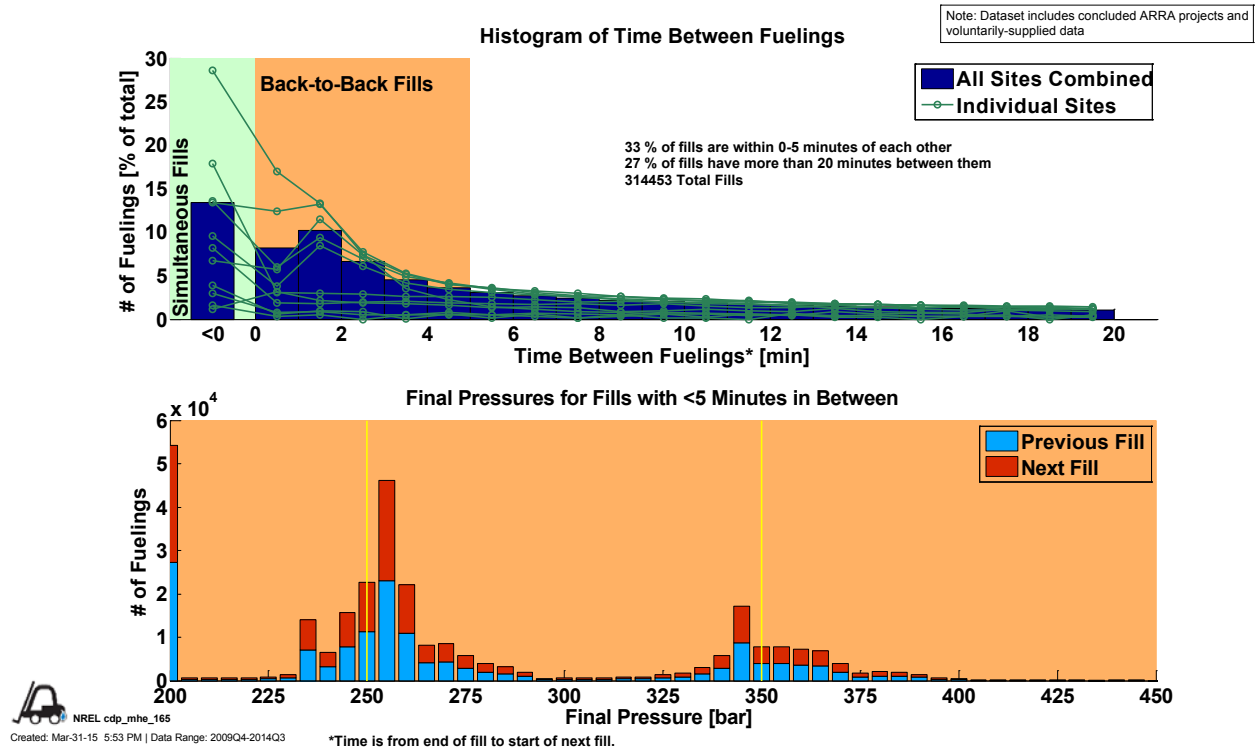 Note: Dataset includes concluded ARRA projects and
voluntarily-supplied data
Histogram of Time Between Fuelings
Back-to-Back Fills
Simultaneous Fills
All Sites Combined
Individual Sites
33 % of fills are within 0-5 minutes of each other
27 % of fills have more than 20 minutes between them
314453 Total Fills
# of Fuelings [% of total]
30
25
20
15
10
5
0
<0 0 2 4 6 8 10 12 14 16 18 20
Time Between Fuelings* [min]
Final Pressures for Fills with <5 Minutes in Between
x 10^4
Previous Fill
Next Fill
# of Fuelings
6
5
4
3
2
1
0
200 225 250 275 300 325 350 375 400 425 450
Final Pressure [bar]
NREL cdp_mhe_165
Created: Mar-31-15 5:53 PM | Data Range: 2009Q4-2014Q3
*Time is from end of fill to start of next fill.